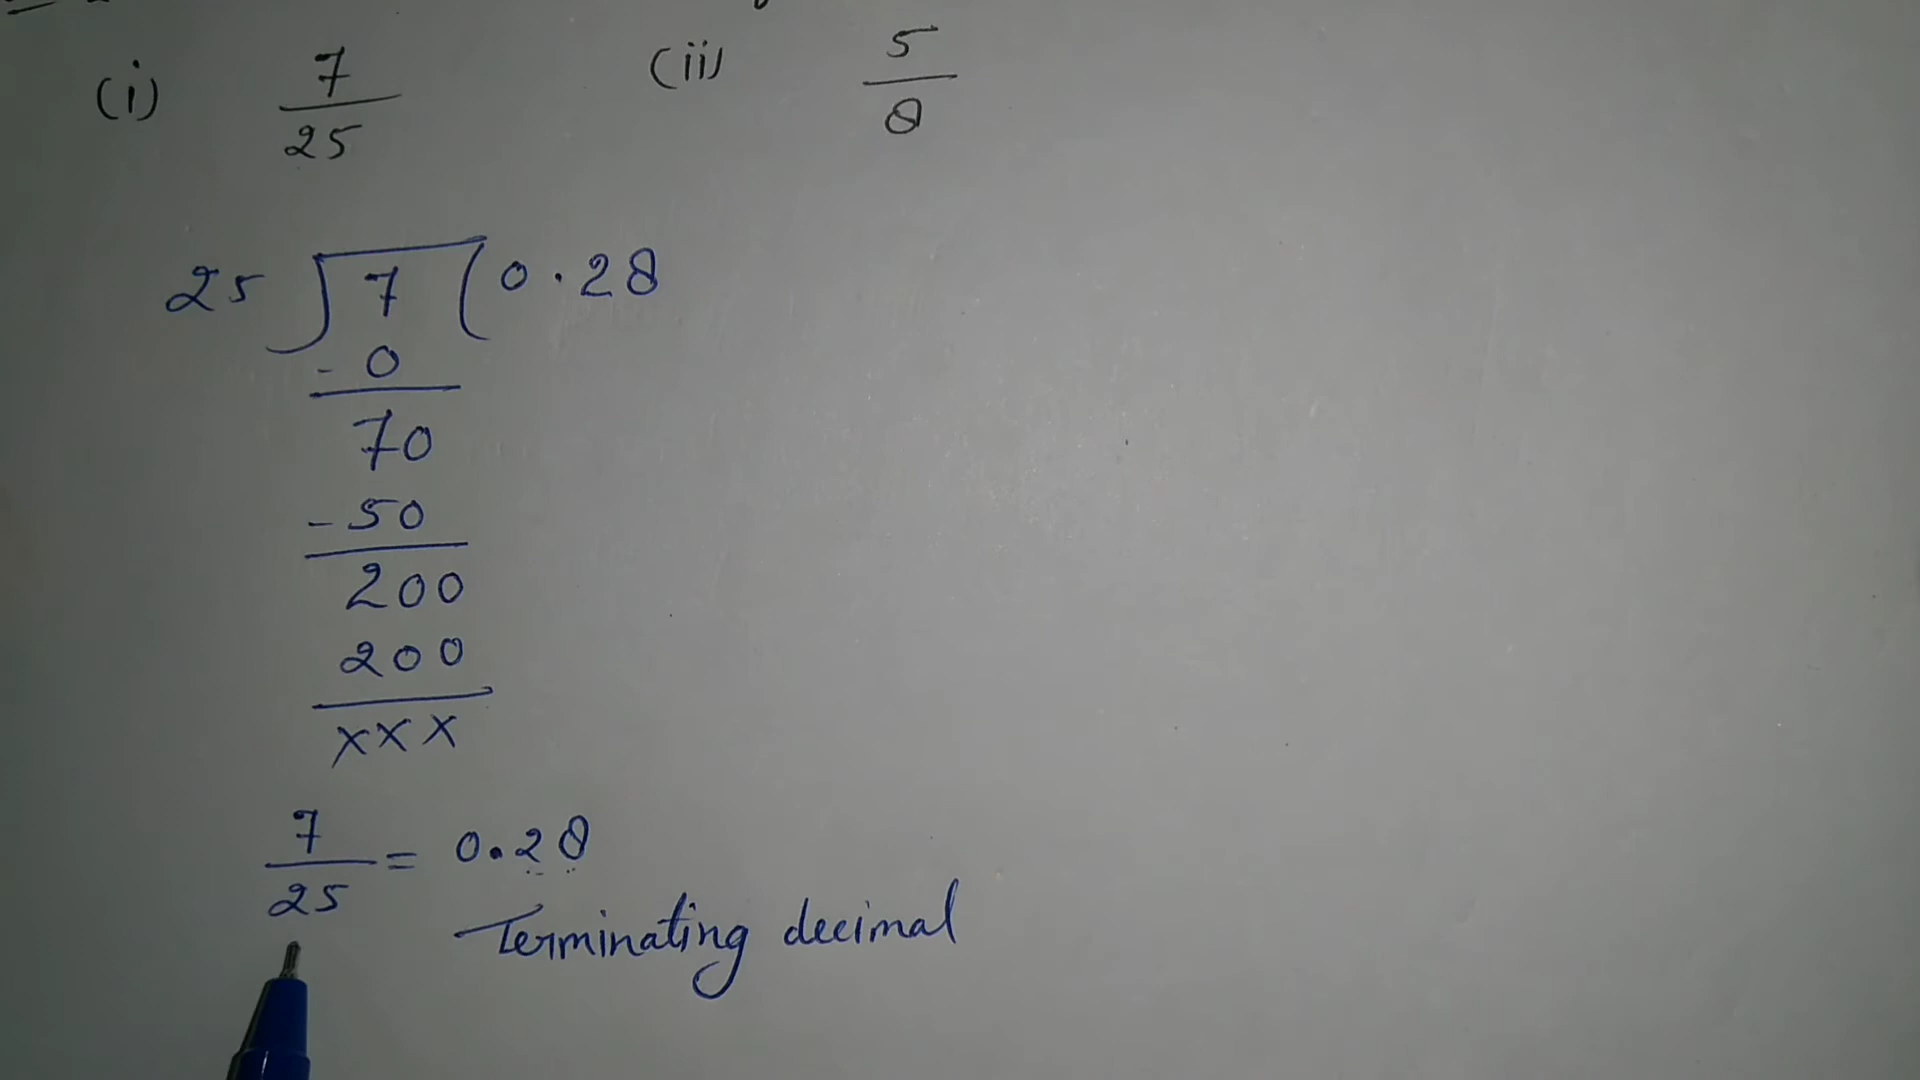 (i) 7/25 (ii) 5/8
25 7 0.28
- 0
70
- 50
200
200
xxx
7/25 = 0.28
Terminating decimal